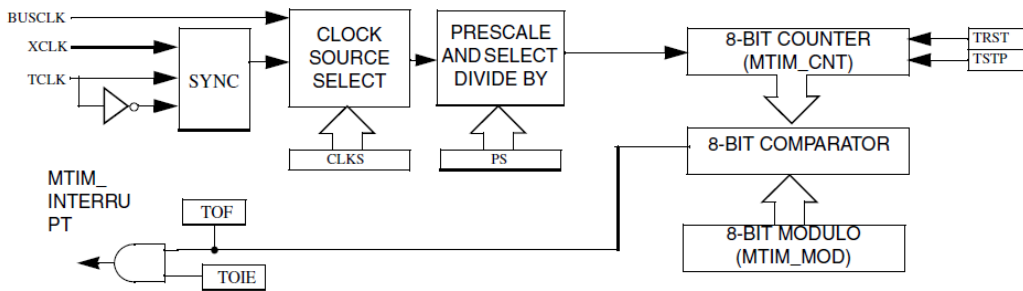 BUSCLK
XCLK
TCLK
SYNC
CLOCK
SOURCE
SELECT
CLKS
PRESCALE
AND SELECT
DIVIDE BY
PS
8-BIT COUNTER
(MTIM_CNT)
TRST
TSTP
8-BIT COMPARATOR
8-BIT MODULO
(MTIM_MOD)
MTIM_
INTERRU
PT
TOF
TOIE